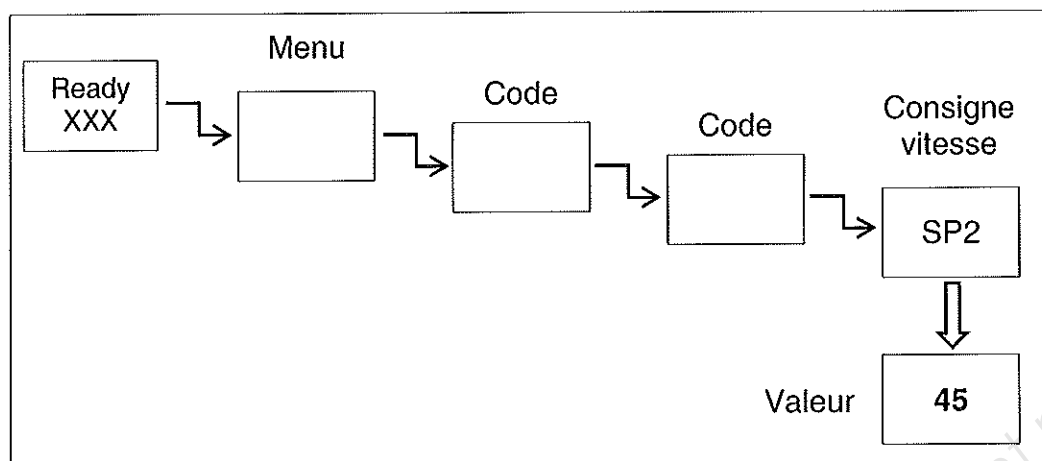 Ready
XXX
Menu
Code
Code
Consigne
vitesse
SP2
Valeur
45